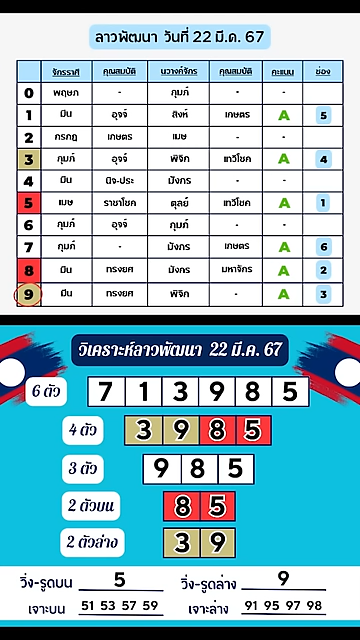 ลาวพัฒนา วันที่ 22 มี.ค. 67
จักรราศี คุณสมบัติ นวางค์จักร คุณสมบัติ คะแนน ช่อง
0 พฤษภ - กุมภ์ - -
1 มีน อุจจ์ สิงห์ เกษตร A 5
2 กรกฎ เกษตร เมษ - -
3 กุมภ์ อุจจ์ พิจิก เทวีโชค A 4
4 มีน นิจ-ประ มังกร - -
5 เมษ ราชาโชค ตุลย์ เทวีโชค A 1
6 กุมภ์ อุจจ์ กุมภ์ - -
7 กุมภ์ - มังกร เกษตร A 6
8 มีน ทรงยศ มังกร มหาจักร A 2
9 มีน ทรงยศ พิจิก - A 3
วิเคราะห์ลาวพัฒนา 22 มี.ค. 67
6 ตัว 7 1 3 9 8 5
4 ตัว 3 9 8 5
3 ตัว 9 8 5
2 ตัวบน 8 5
2 ตัวล่าง 3 9
วิ่ง-รูดบน 5 วิ่ง-รูดล่าง 9
เจาะบน 51 53 57 59 เจาะล่าง 91 95 97 98